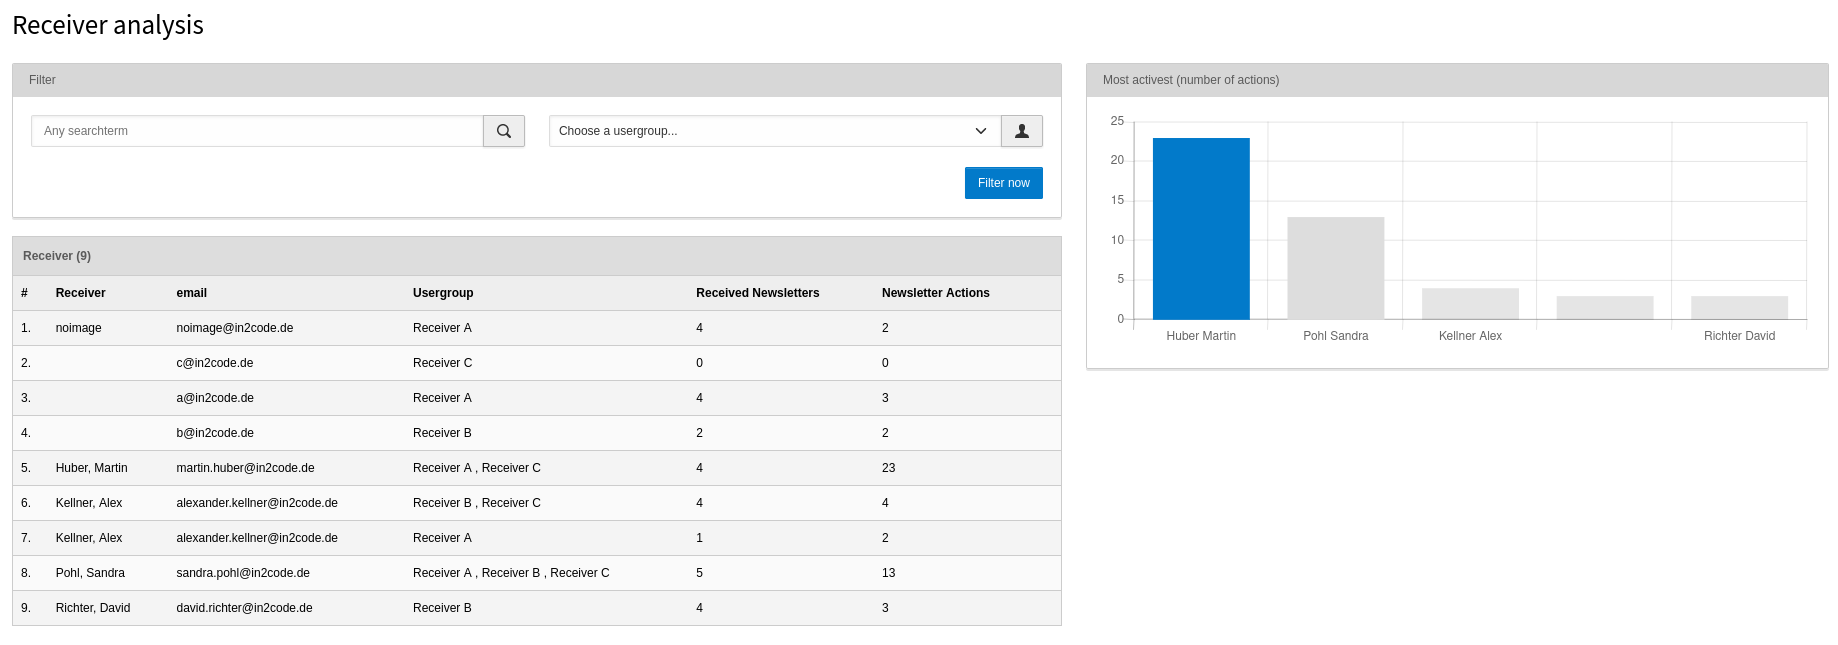 Receiver analysis
Filter
Any searchterm
Choose a usergroup...
Filter now
Receiver (9)
# Receiver email Usergroup Received Newsletters Newsletter Actions
1. noimage noimage@in2code.de Receiver A 4 2
2. c@in2code.de Receiver C 0 0
3. a@in2code.de Receiver A 4 3
4. b@in2code.de Receiver B 2 2
5. Huber, Martin martin.huber@in2code.de Receiver A , Receiver C 4 23
6. Kellner, Alex alexander.kellner@in2code.de Receiver B , Receiver C 4 4
7. Kellner, Alex alexander.kellner@in2code.de Receiver A 1 2
8. Pohl, Sandra sandra.pohl@in2code.de Receiver A , Receiver B , Receiver C 5 13
9. Richter, David david.richter@in2code.de Receiver B 4 3
Most activest (number of actions)
25
20
15
10
5
0
Huber Martin Pohl Sandra Kellner Alex Richter David